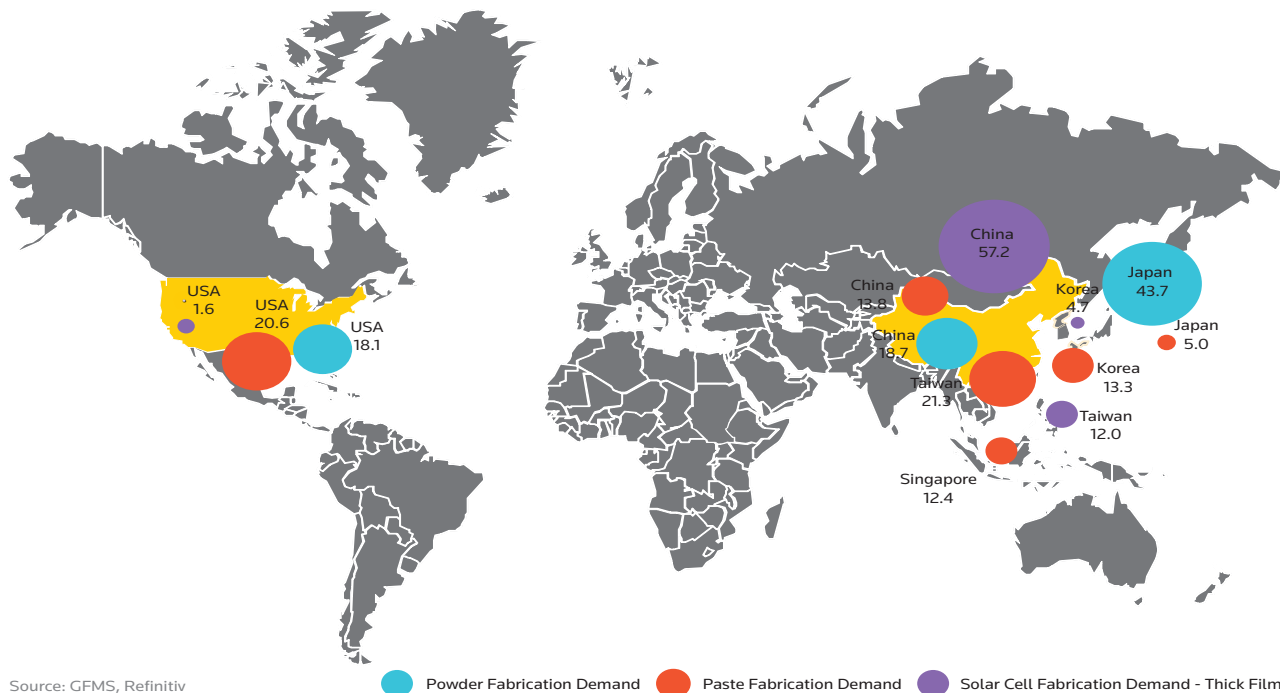 USA
1.6
USA
20.6
USA
18.1
China
57.2
China
13.8
Korea
4.7
Japan
43.7
Japan
5.0
China
18.7
Taiwan
21.3
Korea
13.3
Taiwan
12.0
Singapore
12.4
Source: GFMS, Refinitiv
Powder Fabrication Demand
Paste Fabrication Demand
Solar Cell Fabrication Demand - Thick Film